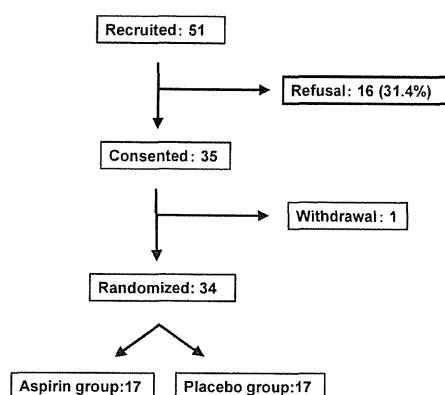 Recruited: 51
Refusal: 16 (31.4%)
Consented: 35
Withdrawal: 1
Randomized: 34
Aspirin group:17
Placebo group:17